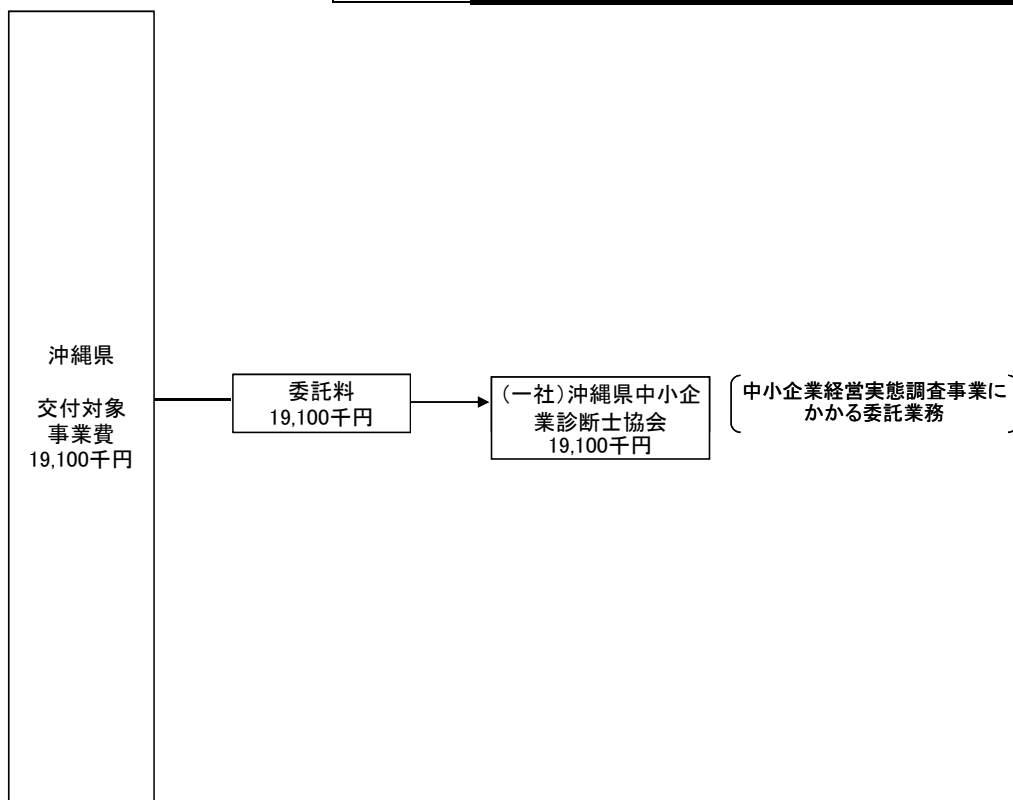 沖縄県
交付対象
事業費
19,100千円
委託料
19,100千円
(一社)沖縄県中小企
業診断士協会
19,100千円
中小企業経営実態調査事業に
かかる委託業務